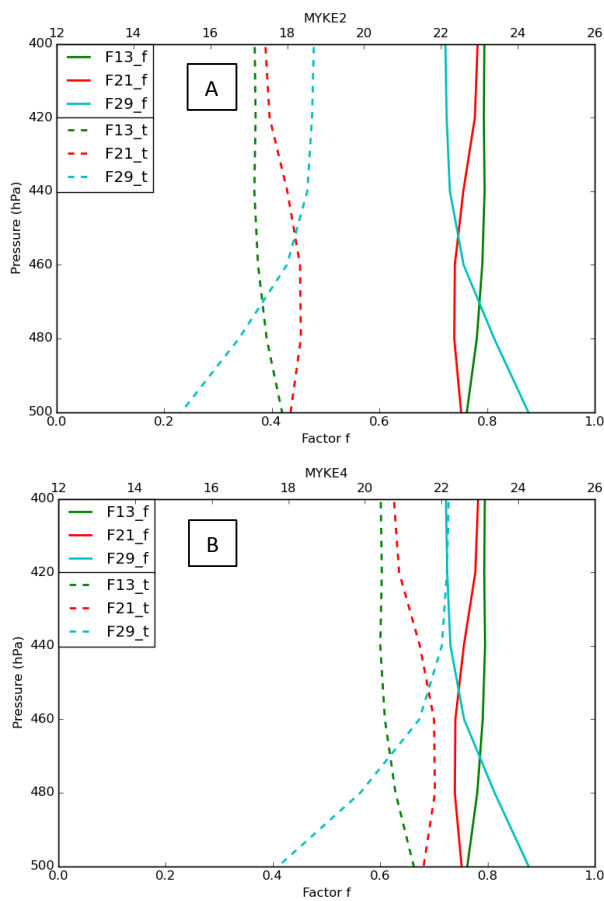 MYKE2
12 14 16 18 20 22 24 26
400
420
440
460
480
500
Pressure (hPa)
F13_f
F21_f
F29_f
F13_t
F21_t
F29_t
A
0.0 0.2 0.4 0.6 0.8 1.0
Factor f
MYKE4
12 14 16 18 20 22 24 26
400
420
440
460
480
500
Pressure (hPa)
F13_f
F21_f
F29_f
F13_t
F21_t
F29_t
B
0.0 0.2 0.4 0.6 0.8 1.0
Factor f